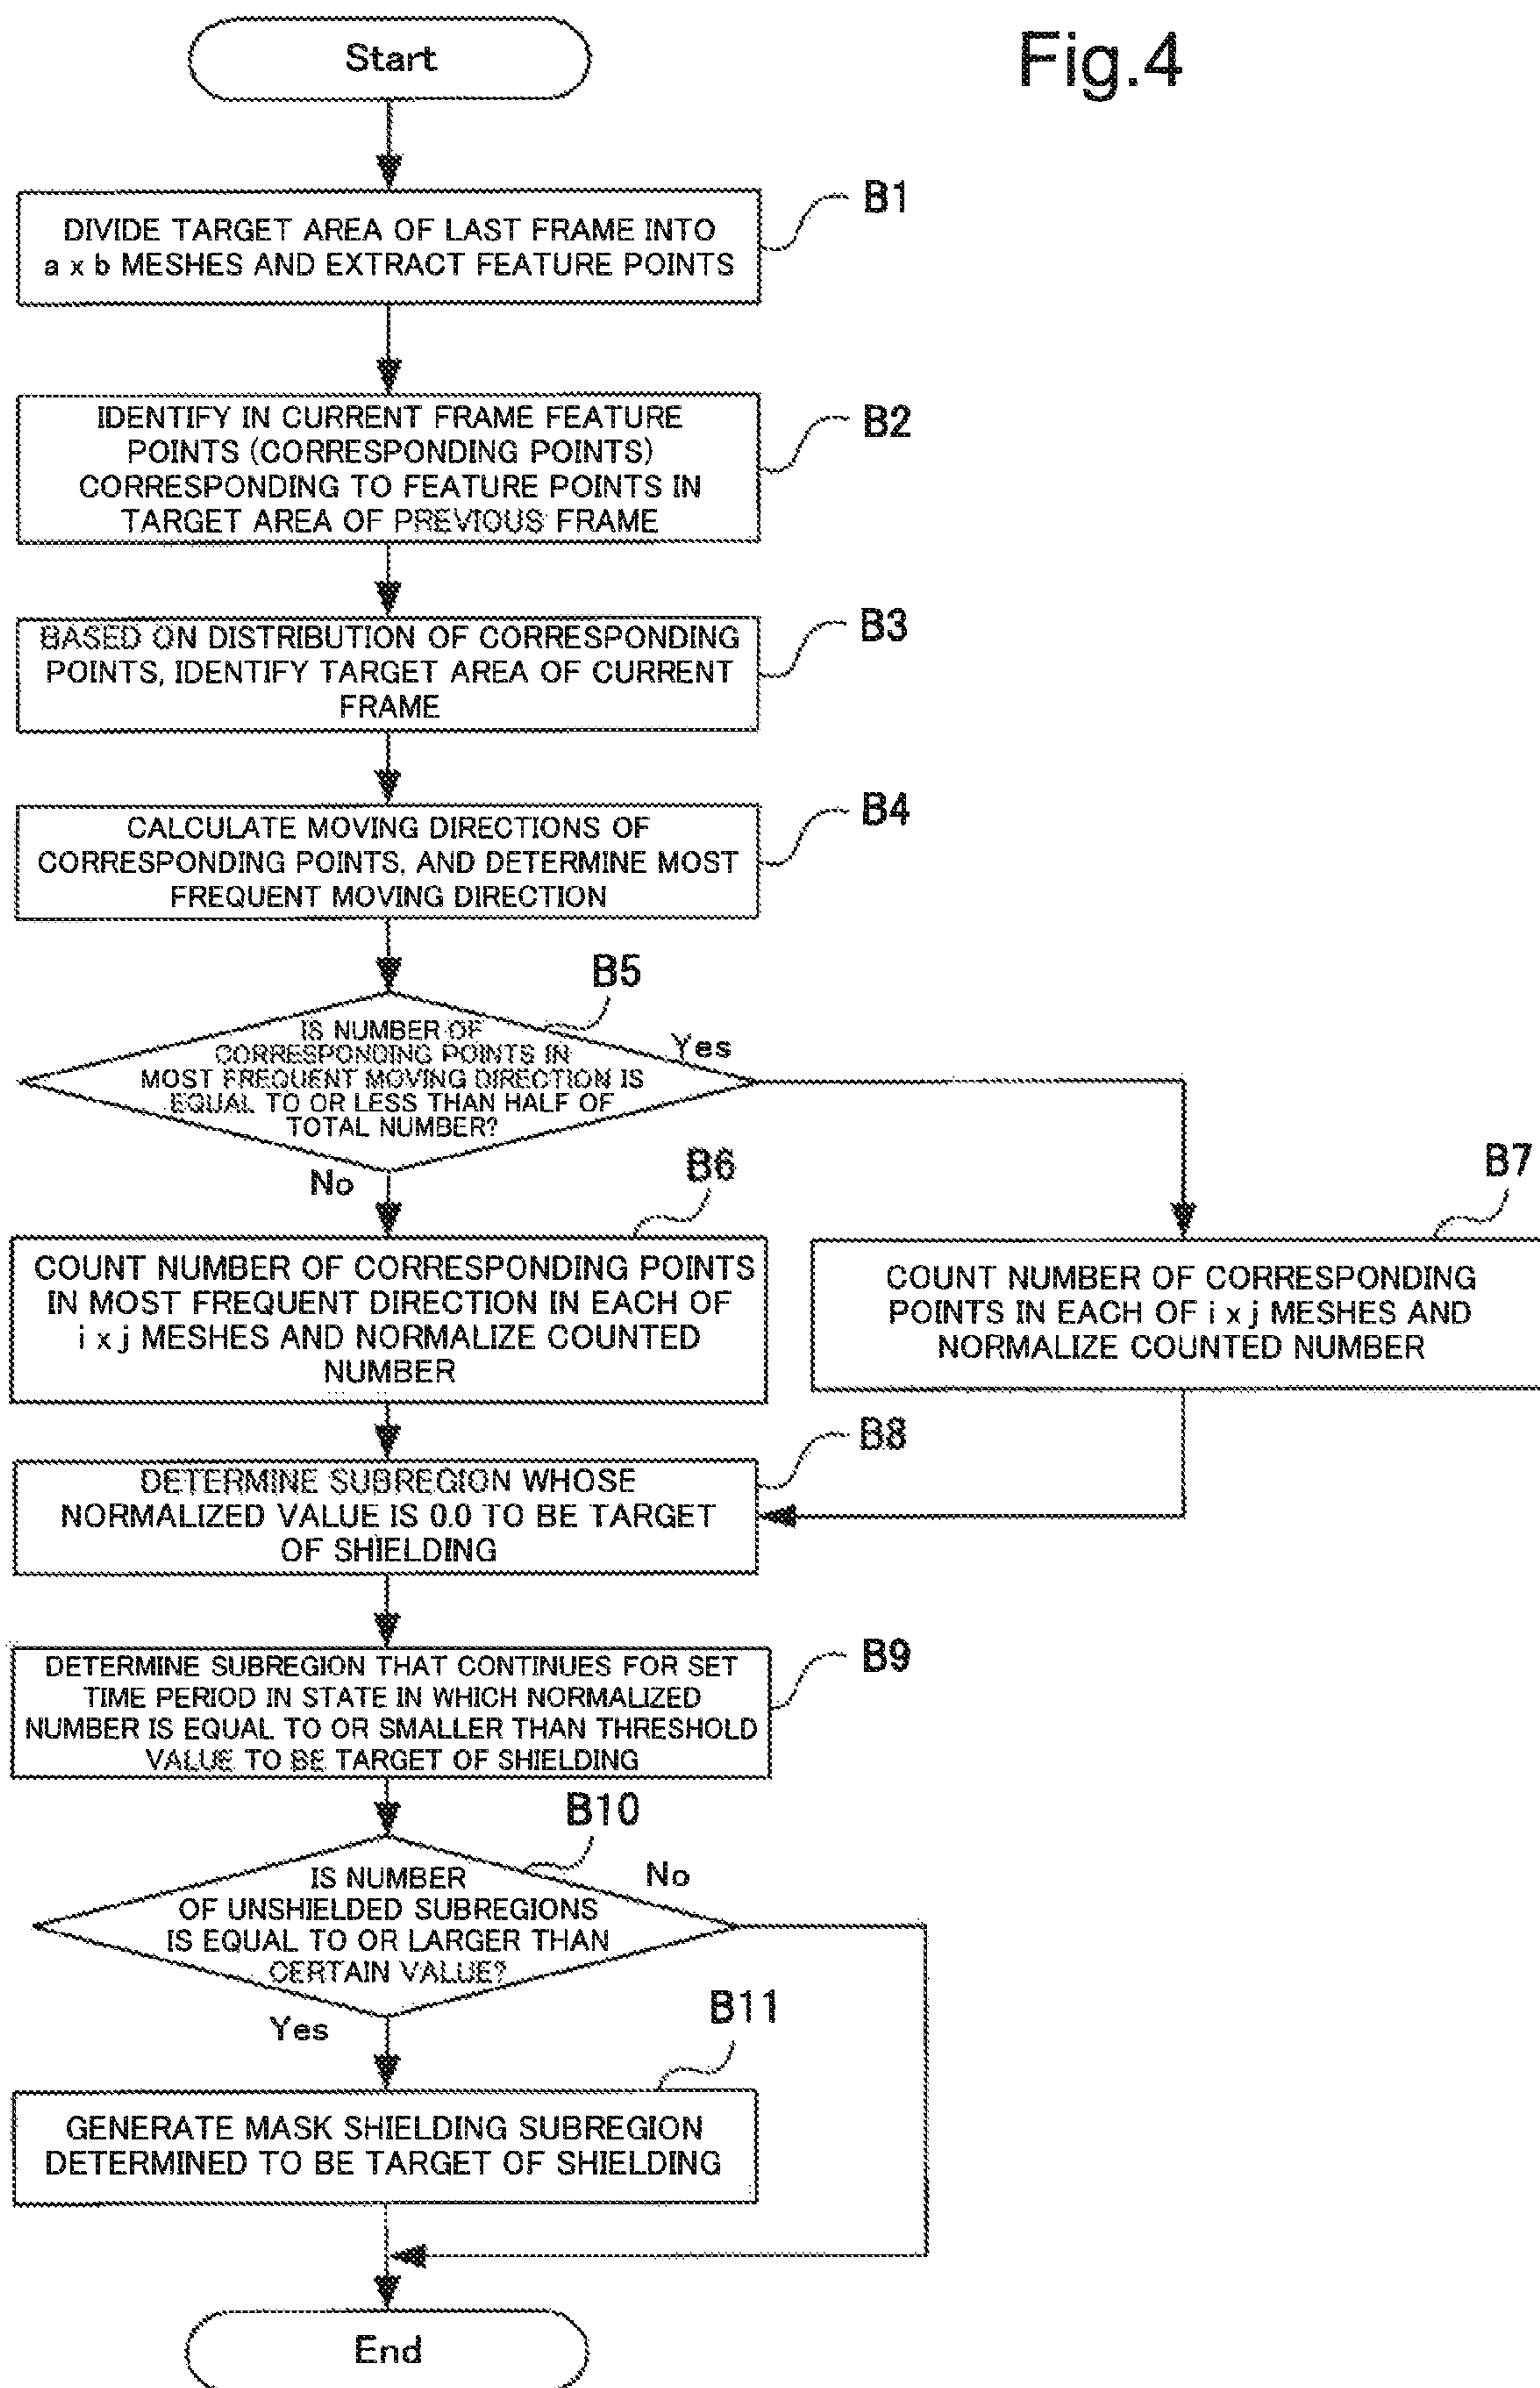 Fig.4
Start
B1
DIVIDE TARGET AREA OF LAST FRAME INTO
a x b MESHES AND EXTRACT FEATURE POINTS
B2
IDENTIFY IN CURRENT FRAME FEATURE
POINTS (CORRESPONDING POINTS)
CORRESPONDING TO FEATURE POINTS IN
TARGET AREA OF PREVIOUS FRAME
B3
BASED ON DISTRIBUTION OF CORRESPONDING
POINTS, IDENTIFY TARGET AREA OF CURRENT
FRAME
B4
CALCULATE MOVING DIRECTIONS OF
CORRESPONDING POINTS, AND DETERMINE MOST
FREQUENT MOVING DIRECTION
B5
IS NUMBER OF
CORRESPONDING POINTS IN
MOST FREQUENT MOVING DIRECTION IS
EQUAL TO OR LESS THAN HALF OF
TOTAL NUMBER?
Yes
No
B6
COUNT NUMBER OF CORRESPONDING POINTS
IN MOST FREQUENT DIRECTION IN EACH OF
i x j MESHES AND NORMALIZE COUNTED
NUMBER
B7
COUNT NUMBER OF CORRESPONDING
POINTS IN EACH OF i x j MESHES AND
NORMALIZE COUNTED NUMBER
B8
DETERMINE SUBREGION WHOSE
NORMALIZED VALUE IS 0.0 TO BE TARGET
OF SHIELDING
B9
DETERMINE SUBREGION THAT CONTINUES FOR SET
TIME PERIOD IN STATE IN WHICH NORMALIZED
NUMBER IS EQUAL TO OR SMALLER THAN THRESHOLD
VALUE TO BE TARGET OF SHIELDING
B10
IS NUMBER
OF UNSHIELDED SUBREGIONS
IS EQUAL TO OR LARGER THAN
CERTAIN VALUE?
No
Yes
B11
GENERATE MASK SHIELDING SUBREGION
DETERMINED TO BE TARGET OF SHIELDING
End